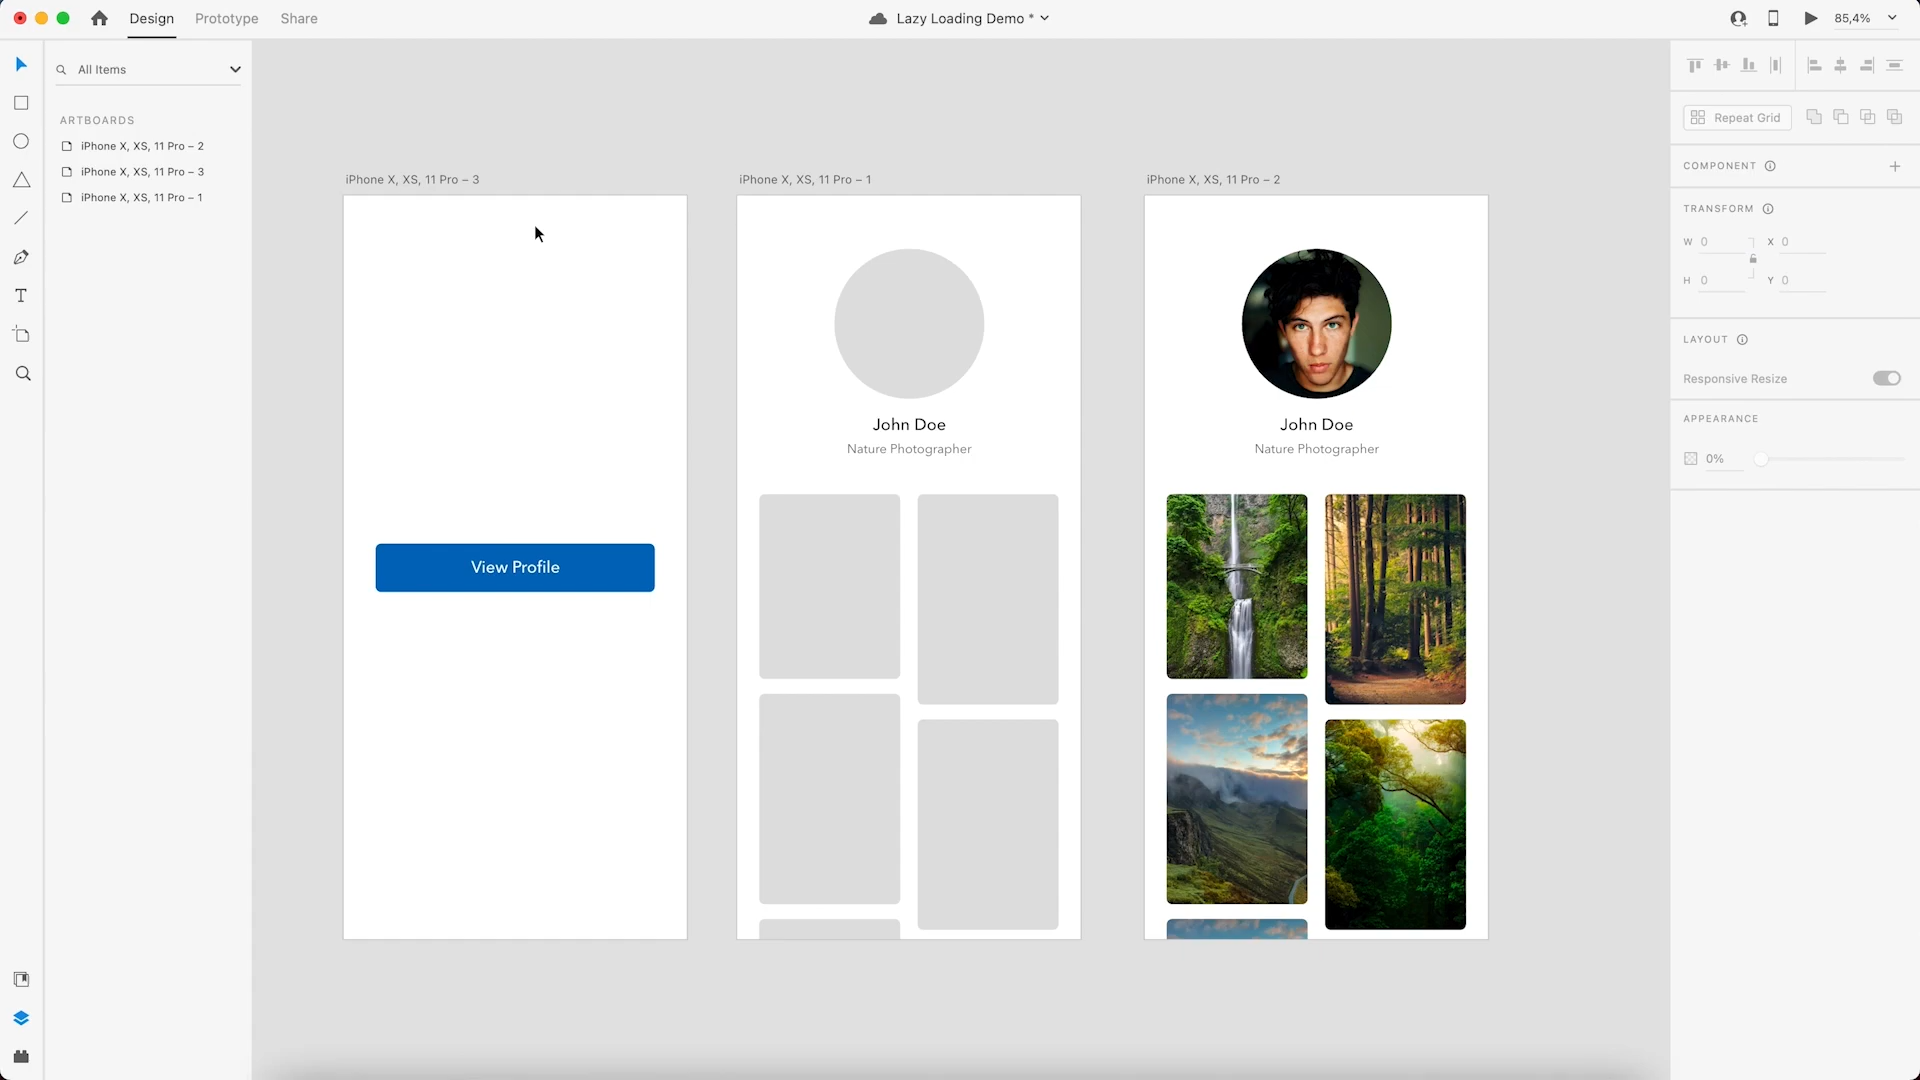 Design
Prototype
Share
Lazy Loading Demo *
85,4%
All Items
ARTBOARDS
iPhone X, XS, 11 Pro – 2
iPhone X, XS, 11 Pro – 3
iPhone X, XS, 11 Pro – 1
iPhone X, XS, 11 Pro – 3
View Profile
iPhone X, XS, 11 Pro – 1
John Doe
Nature Photographer
iPhone X, XS, 11 Pro – 2
John Doe
Nature Photographer
Repeat Grid
COMPONENT
TRANSFORM
W 0
X 0
H 0
Y 0
LAYOUT
Responsive Resize
APPEARANCE
0%